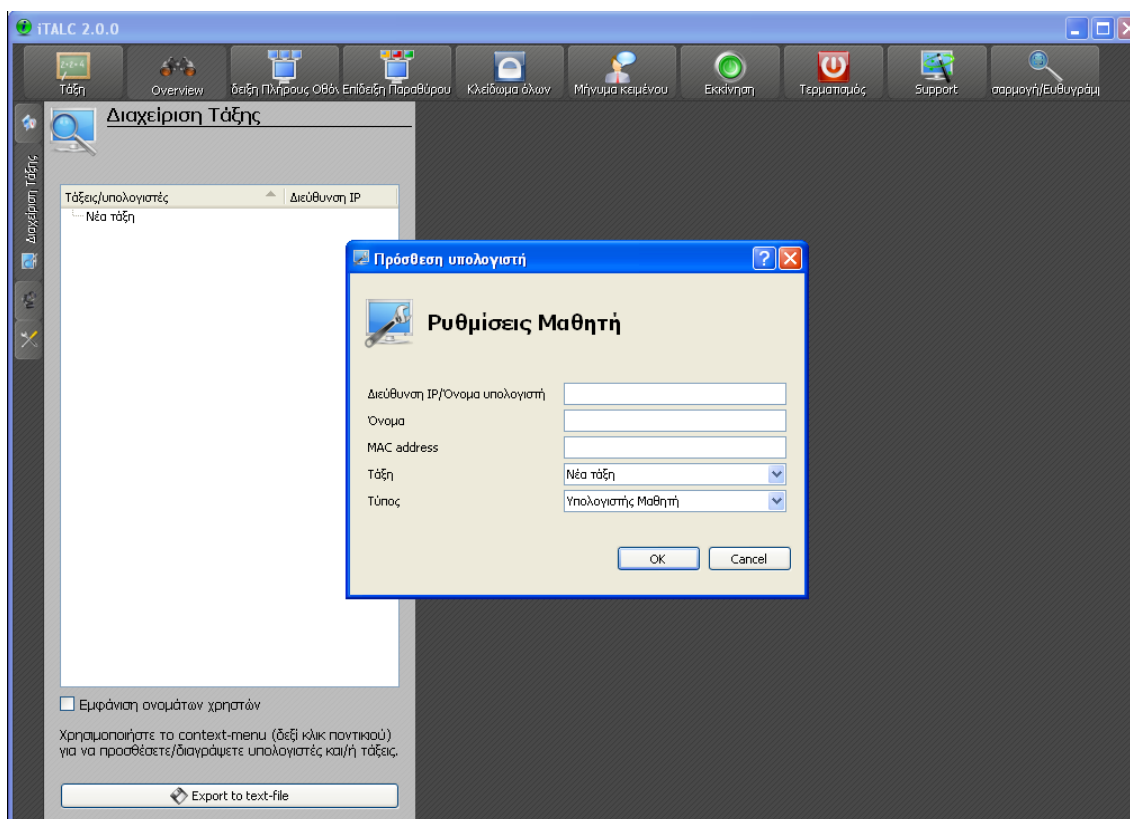 iTALC 2.0.0
Τάξη
Overview
δειξη Πλήρους Οθόν
Επίδειξη Παραθύρου
Κλείδωμα όλων
Μήνυμα κειμένου
Εκκίνηση
Τερματισμός
Support
σαρμογή/Ευθυγράμ
Διαχείριση Τάξης
Διαχείριση Τάξης
Τάξεις/υπολογιστές Διεύθυνση IP
Νέα τάξη
Πρόσθεση υπολογιστή
Ρυθμίσεις Μαθητή
Διεύθυνση IP/Όνομα υπολογιστή
Όνομα
MAC address
Τάξη Νέα τάξη
Τύπος Υπολογιστής Μαθητή
OK Cancel
Εμφάνιση ονομάτων χρηστών
Χρησιμοποιήστε το context-menu (δεξί κλικ ποντικιού)
για να προσθέσετε/διαγράψετε υπολογιστές και/ή τάξεις.
Export to text-file